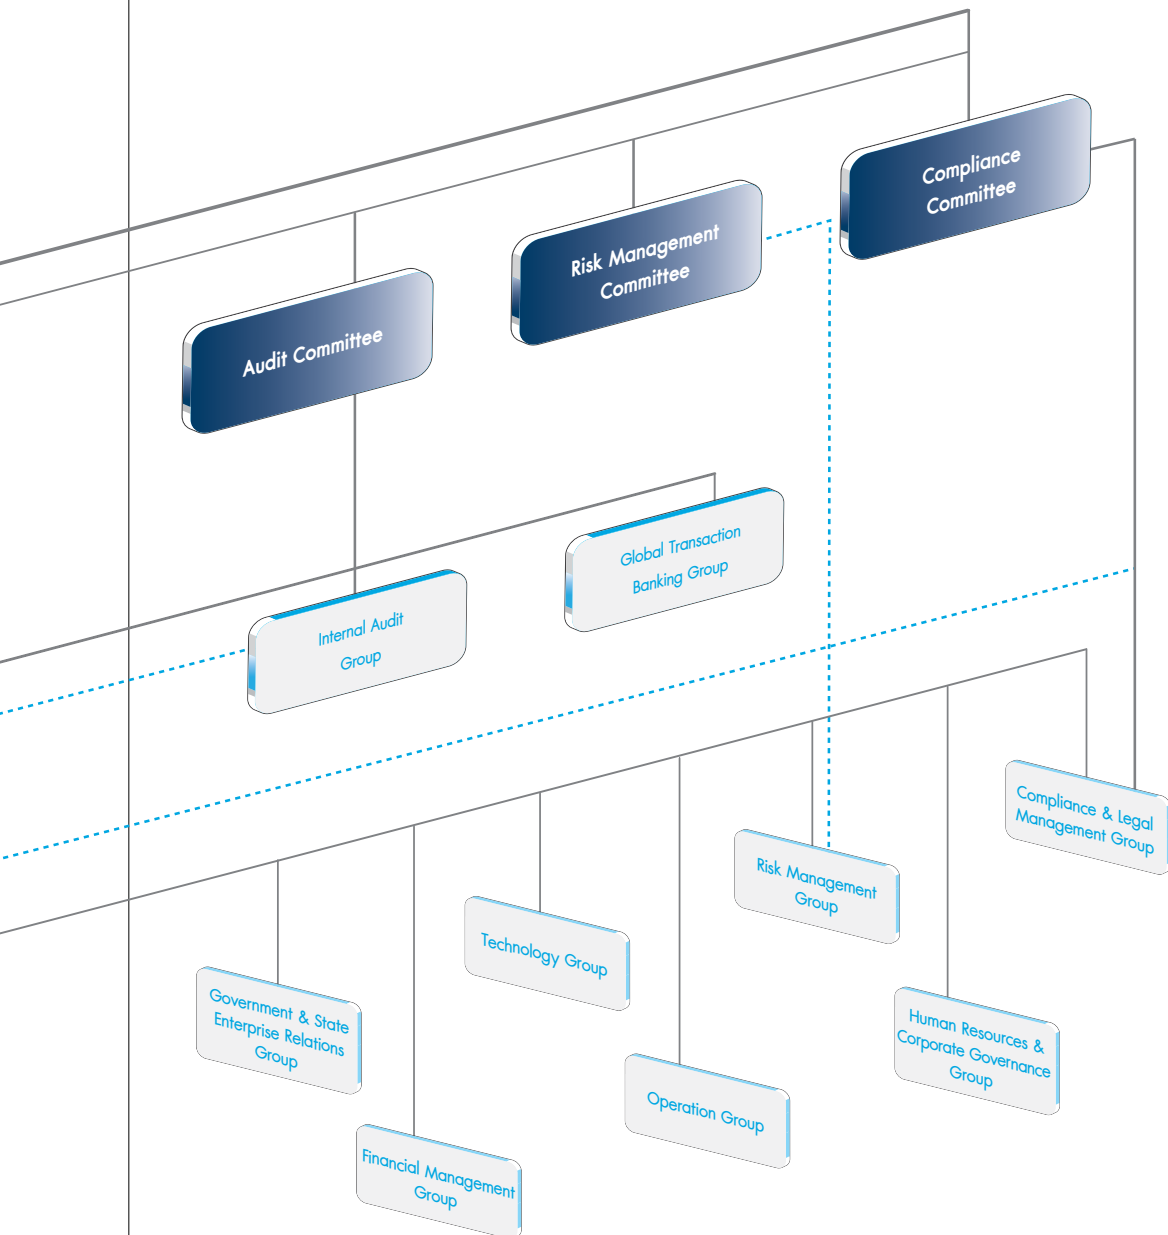 Compliance
Committee
Risk Management
Committee
Audit Committee
Global Transaction
Banking Group
Internal Audit
Group
Compliance & Legal
Management Group
Risk Management
Group
Technology Group
Government & State
Enterprise Relations
Group
Human Resources &
Corporate Governance
Group
Operation Group
Financial Management
Group